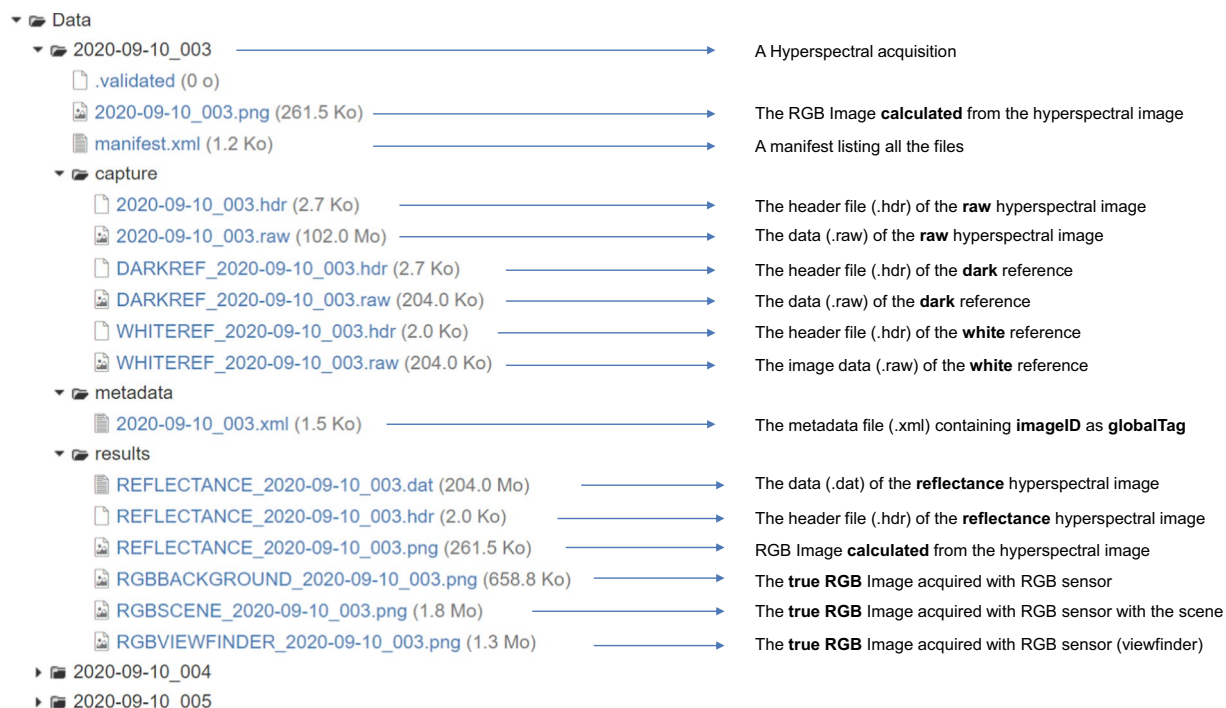 Data
2020-09-10_003 A Hyperspectral acquisition
.validated (0 o)
2020-09-10_003.png (261.5 Ko) The RGB Image calculated from the hyperspectral image
manifest.xml (1.2 Ko) A manifest listing all the files
capture
2020-09-10_003.hdr (2.7 Ko) The header file (.hdr) of the raw hyperspectral image
2020-09-10_003.raw (102.0 Mo) The data (.raw) of the raw hyperspectral image
DARKREF_2020-09-10_003.hdr (2.7 Ko) The header file (.hdr) of the dark reference
DARKREF_2020-09-10_003.raw (204.0 Ko) The data (.raw) of the dark reference
WHITEREF_2020-09-10_003.hdr (2.0 Ko) The header file (.hdr) of the white reference
WHITEREF_2020-09-10_003.raw (204.0 Ko) The image data (.raw) of the white reference
metadata
2020-09-10_003.xml (1.5 Ko) The metadata file (.xml) containing imageID as globalTag
results
REFLECTANCE_2020-09-10_003.dat (204.0 Mo) The data (.dat) of the reflectance hyperspectral image
REFLECTANCE_2020-09-10_003.hdr (2.0 Ko) The header file (.hdr) of the reflectance hyperspectral image
REFLECTANCE_2020-09-10_003.png (261.5 Ko) RGB Image calculated from the hyperspectral image
RGBBACKGROUND_2020-09-10_003.png (658.8 Ko) The true RGB Image acquired with RGB sensor
RGBSCENE_2020-09-10_003.png (1.8 Mo) The true RGB Image acquired with RGB sensor with the scene
RGBVIEWFINDER_2020-09-10_003.png (1.3 Mo) The true RGB Image acquired with RGB sensor (viewfinder)
2020-09-10_004
2020-09-10_005